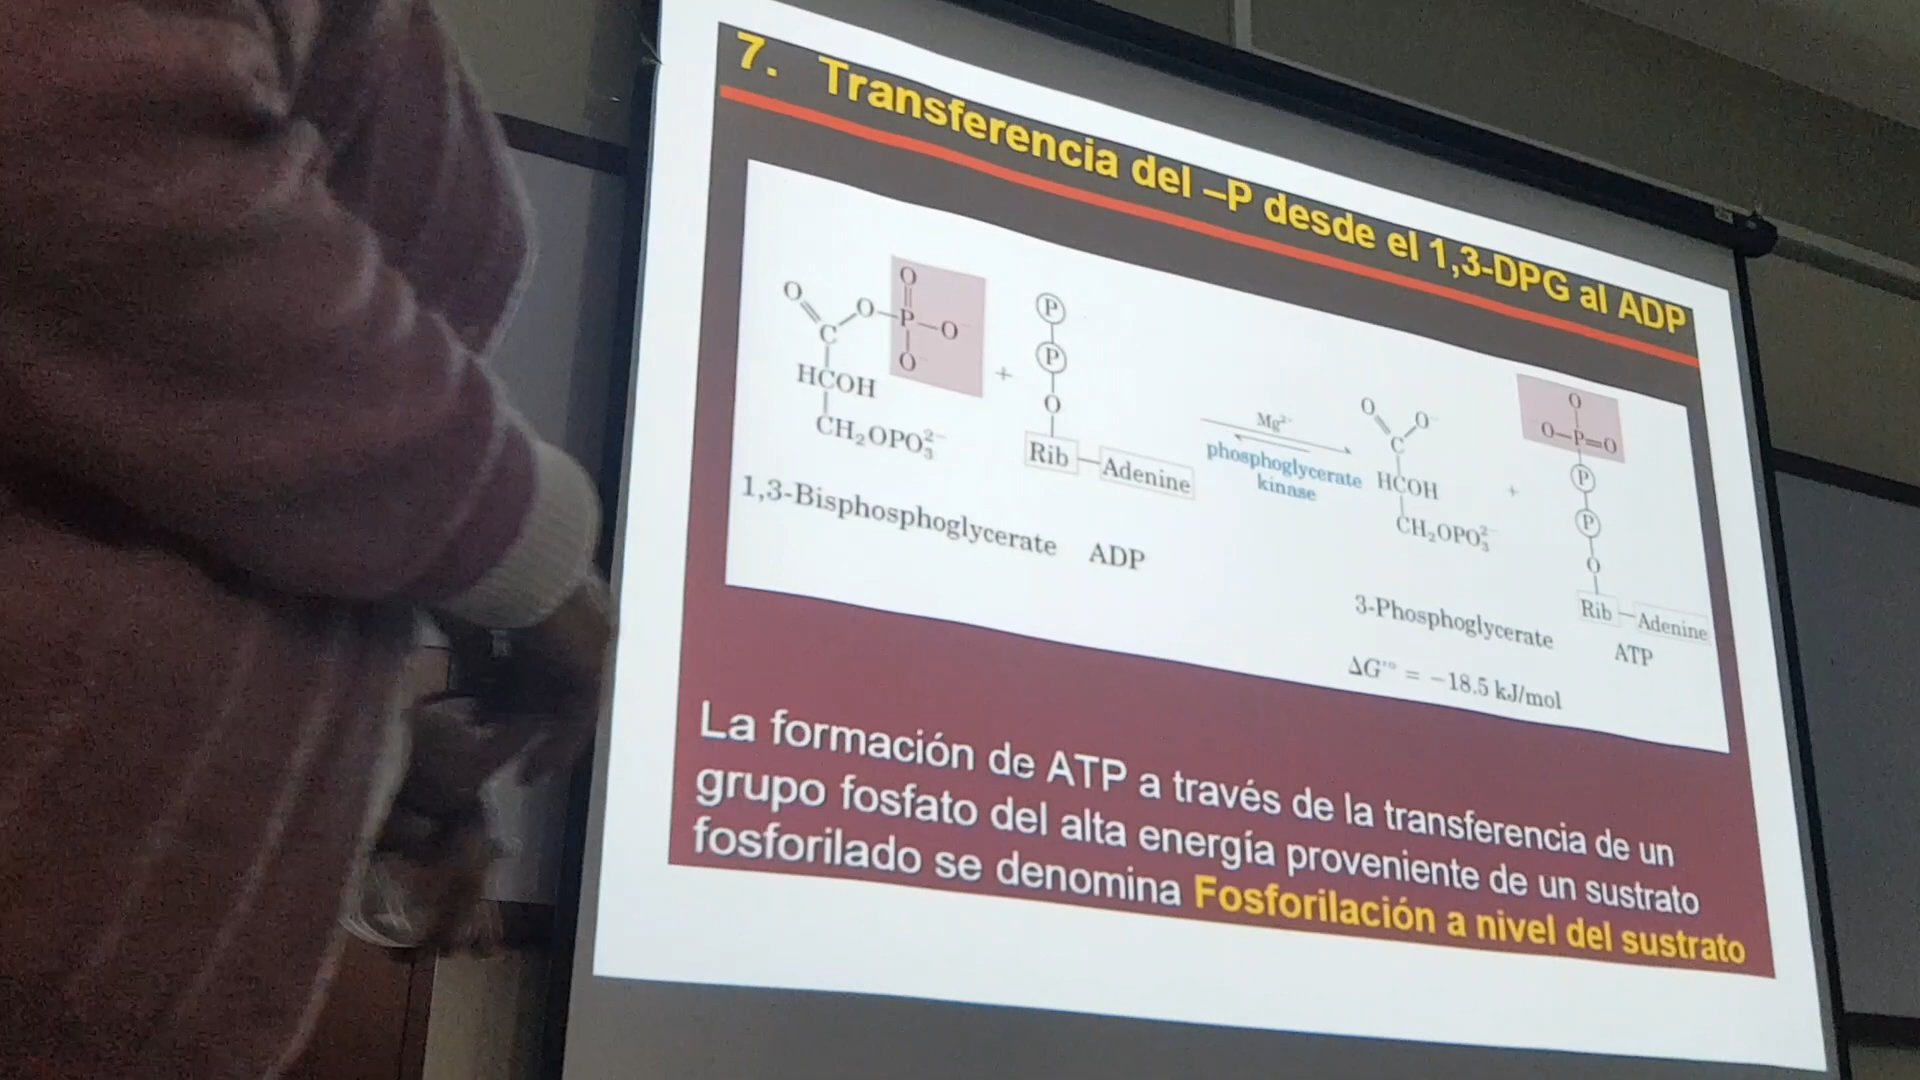 7. Transferencia del –P desde el 1,3-DPG al ADP
O
O
C
O–P–O⁻
O⁻
HCOH
CH₂OPO₃²⁻
+
P
P
O
Rib–Adenine
1,3-Bisphosphoglycerate
ADP
Mg²⁺
phosphoglycerate
kinase
O
O⁻
C
HCOH
CH₂OPO₃²⁻
+
O
O–P=O
P
P
O
Rib–Adenine
3-Phosphoglycerate
ATP
ΔG'° = −18.5 kJ/mol
La formación de ATP a través de la transferencia de un
grupo fosfato del alta energía proveniente de un sustrato
fosforilado se denomina Fosforilación a nivel del sustrato